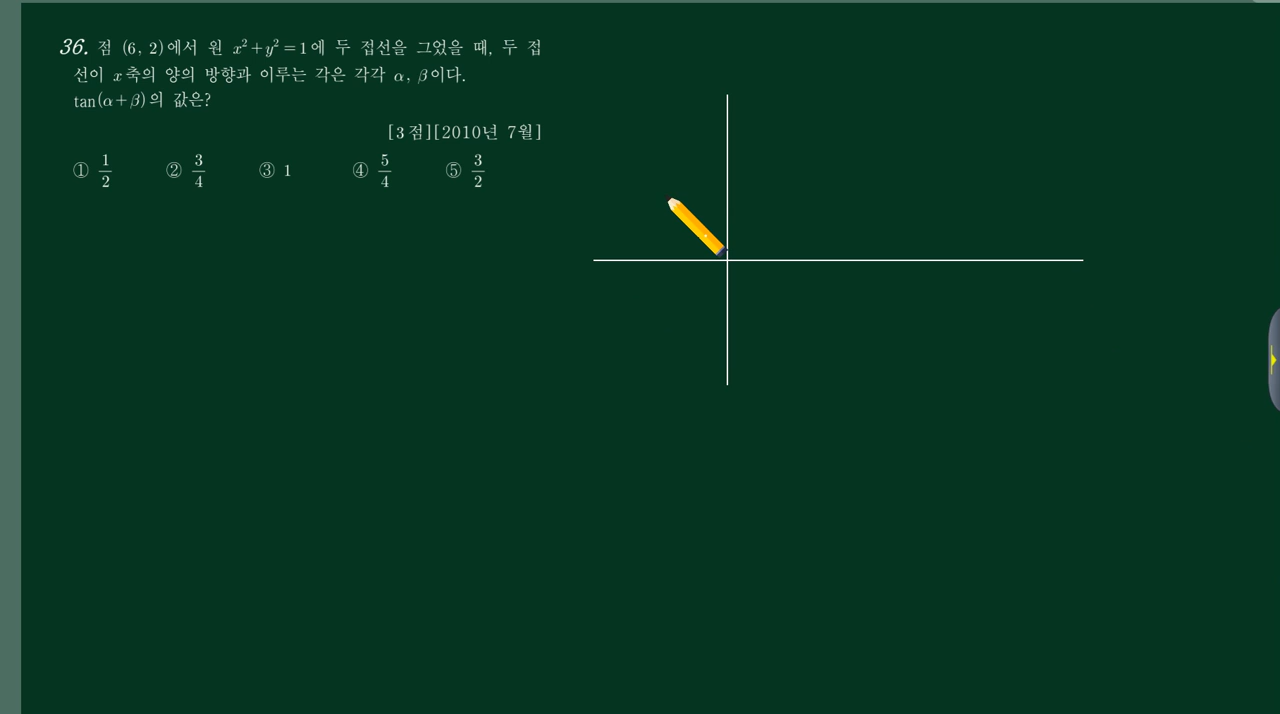 36. 점 (6, 2)에서 원 x²+y²=1에 두 접선을 그었을 때, 두 접
선이 x축의 양의 방향과 이루는 각은 각각 α, β이다.
tan(α+β)의 값은?
[3점][2010년 7월]
① 1/2 ② 3/4 ③ 1 ④ 5/4 ⑤ 3/2